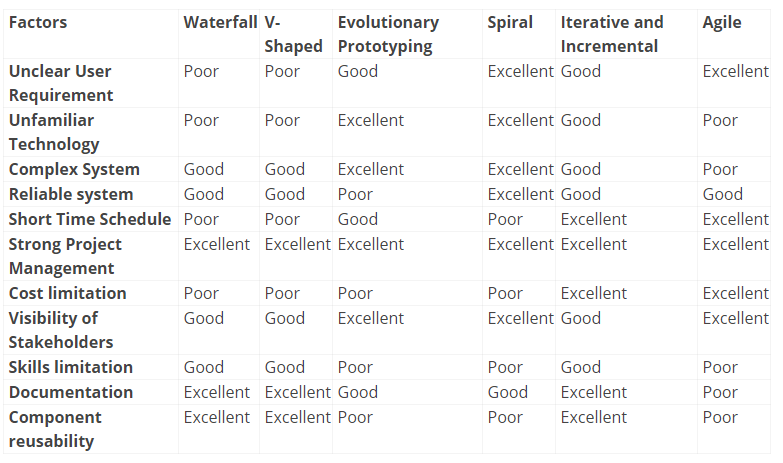 Factors Waterfall V-Shaped Evolutionary Prototyping Spiral Iterative and Incremental Agile
Unclear User Requirement Poor Poor Good Excellent Good Excellent
Unfamiliar Technology Poor Poor Excellent Excellent Good Poor
Complex System Good Good Excellent Excellent Good Poor
Reliable system Good Good Poor Excellent Good Good
Short Time Schedule Poor Poor Good Poor Excellent Excellent
Strong Project Management Excellent Excellent Excellent Excellent Excellent Excellent
Cost limitation Poor Poor Poor Poor Excellent Excellent
Visibility of Stakeholders Good Good Excellent Excellent Good Excellent
Skills limitation Good Good Poor Poor Good Poor
Documentation Excellent Excellent Good Good Excellent Poor
Component reusability Excellent Excellent Poor Poor Excellent Poor